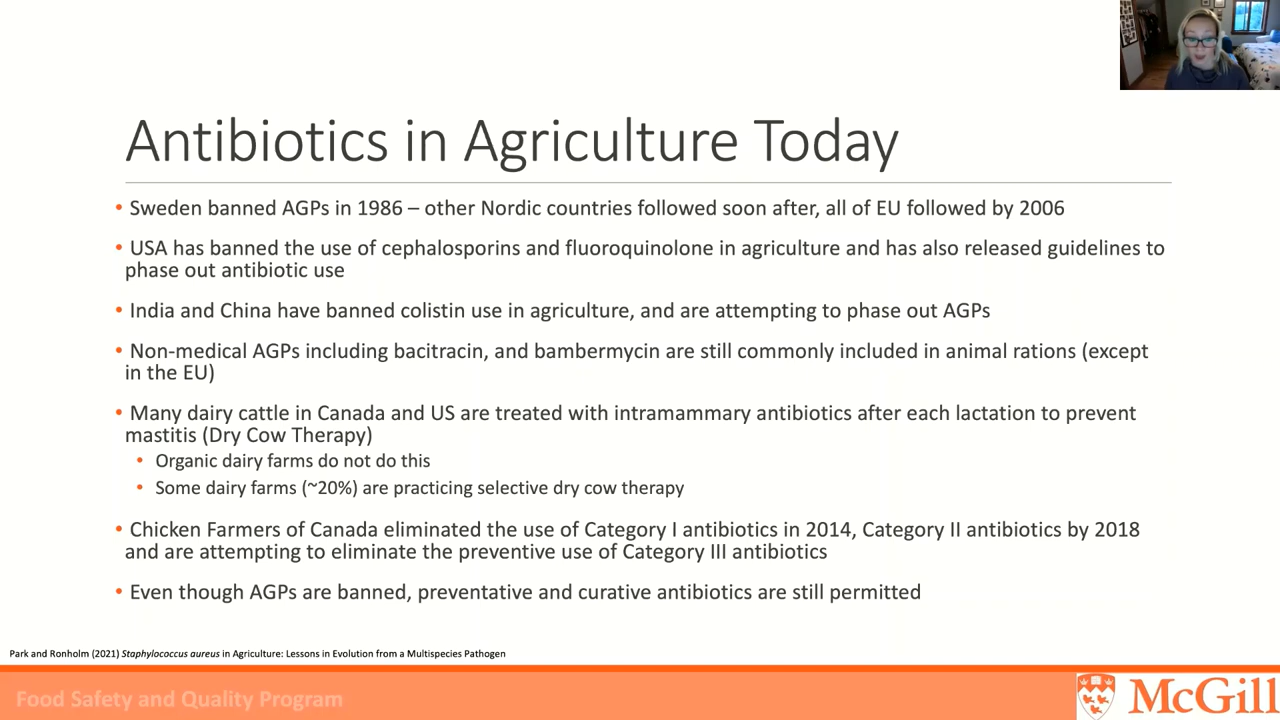 Antibiotics in Agriculture Today
• Sweden banned AGPs in 1986 – other Nordic countries followed soon after, all of EU followed by 2006
• USA has banned the use of cephalosporins and fluoroquinolone in agriculture and has also released guidelines to
phase out antibiotic use
• India and China have banned colistin use in agriculture, and are attempting to phase out AGPs
• Non-medical AGPs including bacitracin, and bambermycin are still commonly included in animal rations (except
in the EU)
• Many dairy cattle in Canada and US are treated with intramammary antibiotics after each lactation to prevent
mastitis (Dry Cow Therapy)
• Organic dairy farms do not do this
• Some dairy farms (~20%) are practicing selective dry cow therapy
• Chicken Farmers of Canada eliminated the use of Category I antibiotics in 2014, Category II antibiotics by 2018
and are attempting to eliminate the preventive use of Category III antibiotics
• Even though AGPs are banned, preventative and curative antibiotics are still permitted
Park and Ronholm (2021) Staphylococcus aureus in Agriculture: Lessons in Evolution from a Multispecies Pathogen
Food Safety and Quality Program
McGill